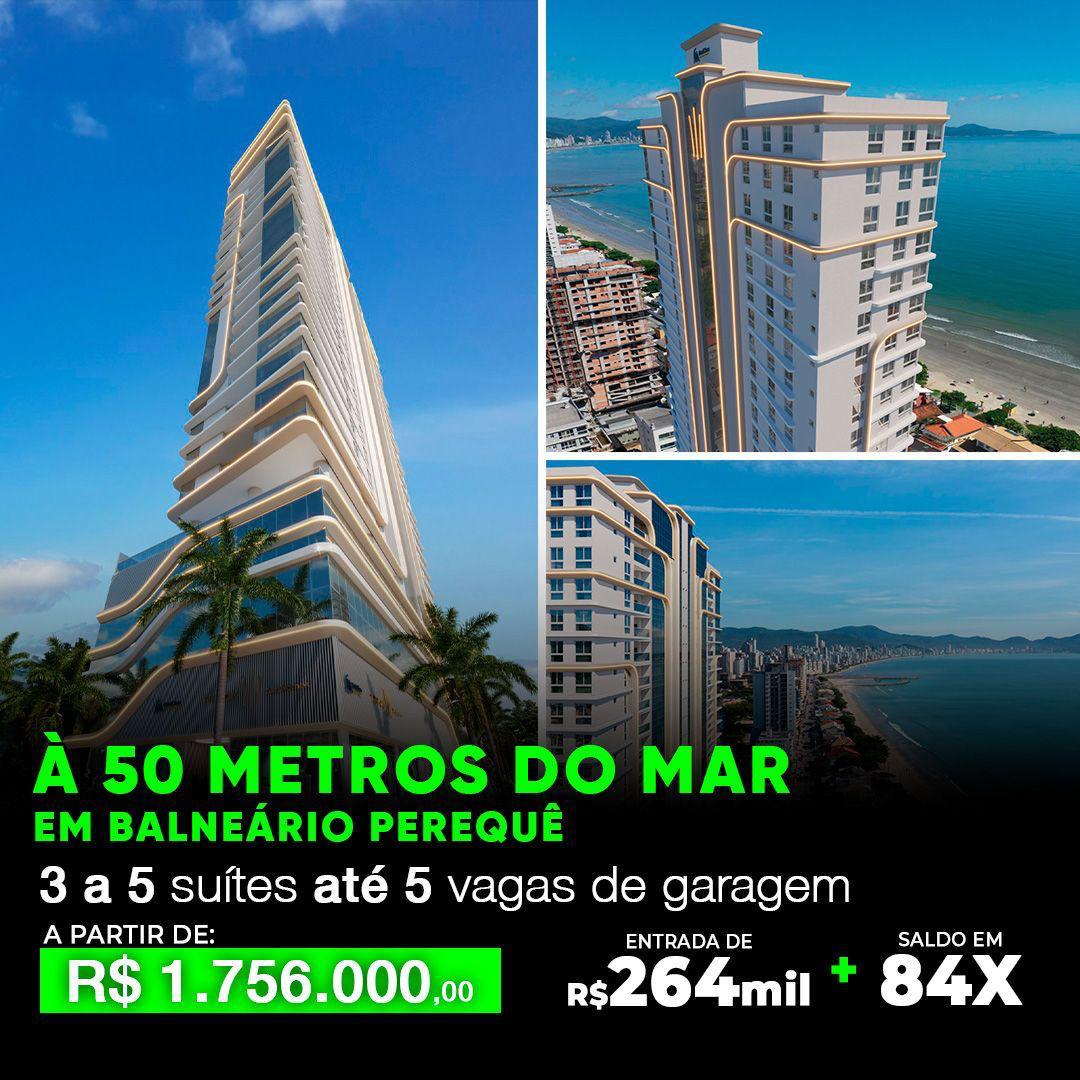 À 50 METROS DO MAR
EM BALNEÁRIO PEREQUÊ
3 a 5 suítes até 5 vagas de garagem
A PARTIR DE:
R$ 1.756.000,00
ENTRADA DE
R$264mil
+
SALDO EM
84X